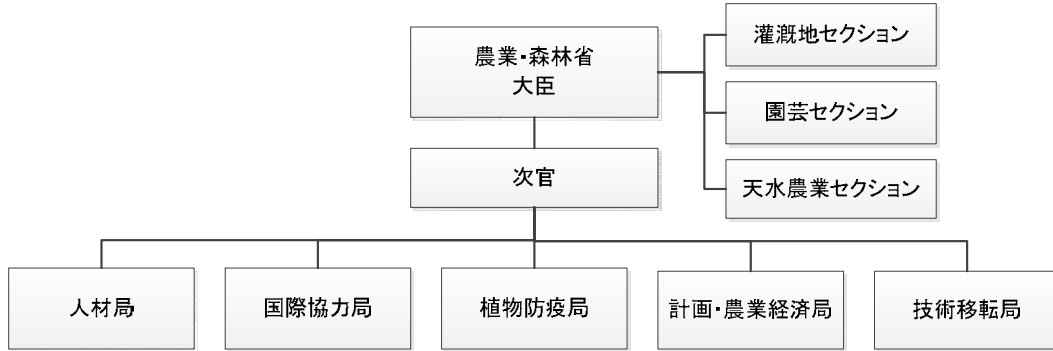 農業・森林省
大臣
灌漑地セクション
園芸セクション
天水農業セクション
次官
人材局
国際協力局
植物防疫局
計画・農業経済局
技術移転局